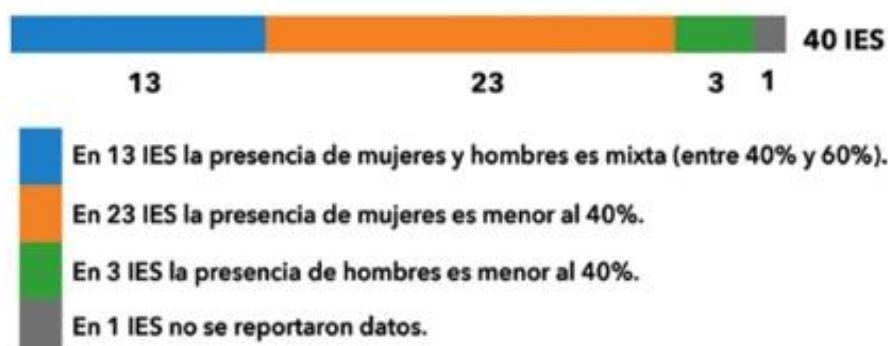 40 IES
13 23 3 1
En 13 IES la presencia de mujeres y hombres es mixta (entre 40% y 60%).
En 23 IES la presencia de mujeres es menor al 40%.
En 3 IES la presencia de hombres es menor al 40%.
En 1 IES no se reportaron datos.